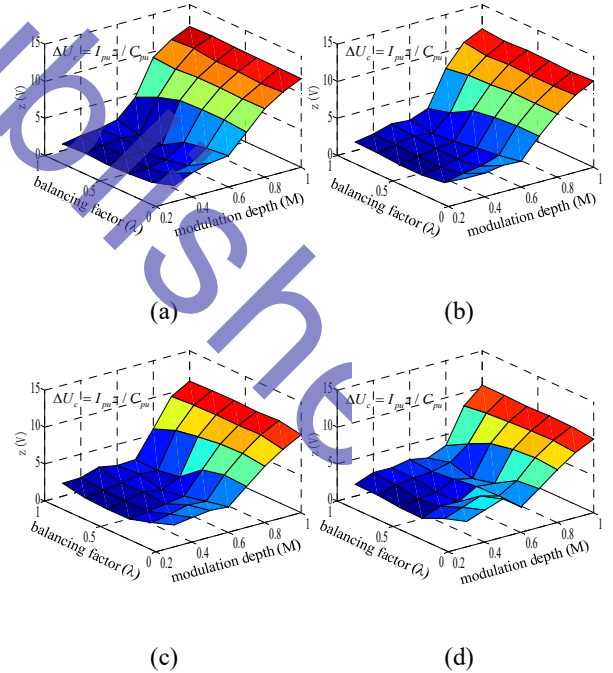 ΔU_c = I_pu z / C_pu
15
10
5
0
z (V)
1
0.5
0
balancing factor (λ)
0.2
0.4
0.6
0.8
1
modulation depth (M)
(a)
ΔU_c = I_pu z / C_pu
15
10
5
0
z (V)
1
0.5
0
balancing factor (λ)
0.2
0.4
0.6
0.8
1
modulation depth (M)
(b)
ΔU_c = I_pu z / C_pu
15
10
5
0
z (V)
1
0.5
0
balancing factor (λ)
0.2
0.4
0.6
0.8
1
modulation depth (M)
(c)
ΔU_c = I_pu z / C_pu
15
10
5
0
z (V)
1
0.5
0
balancing factor (λ)
0.2
0.4
0.6
0.8
1
modulation depth (M)
(d)